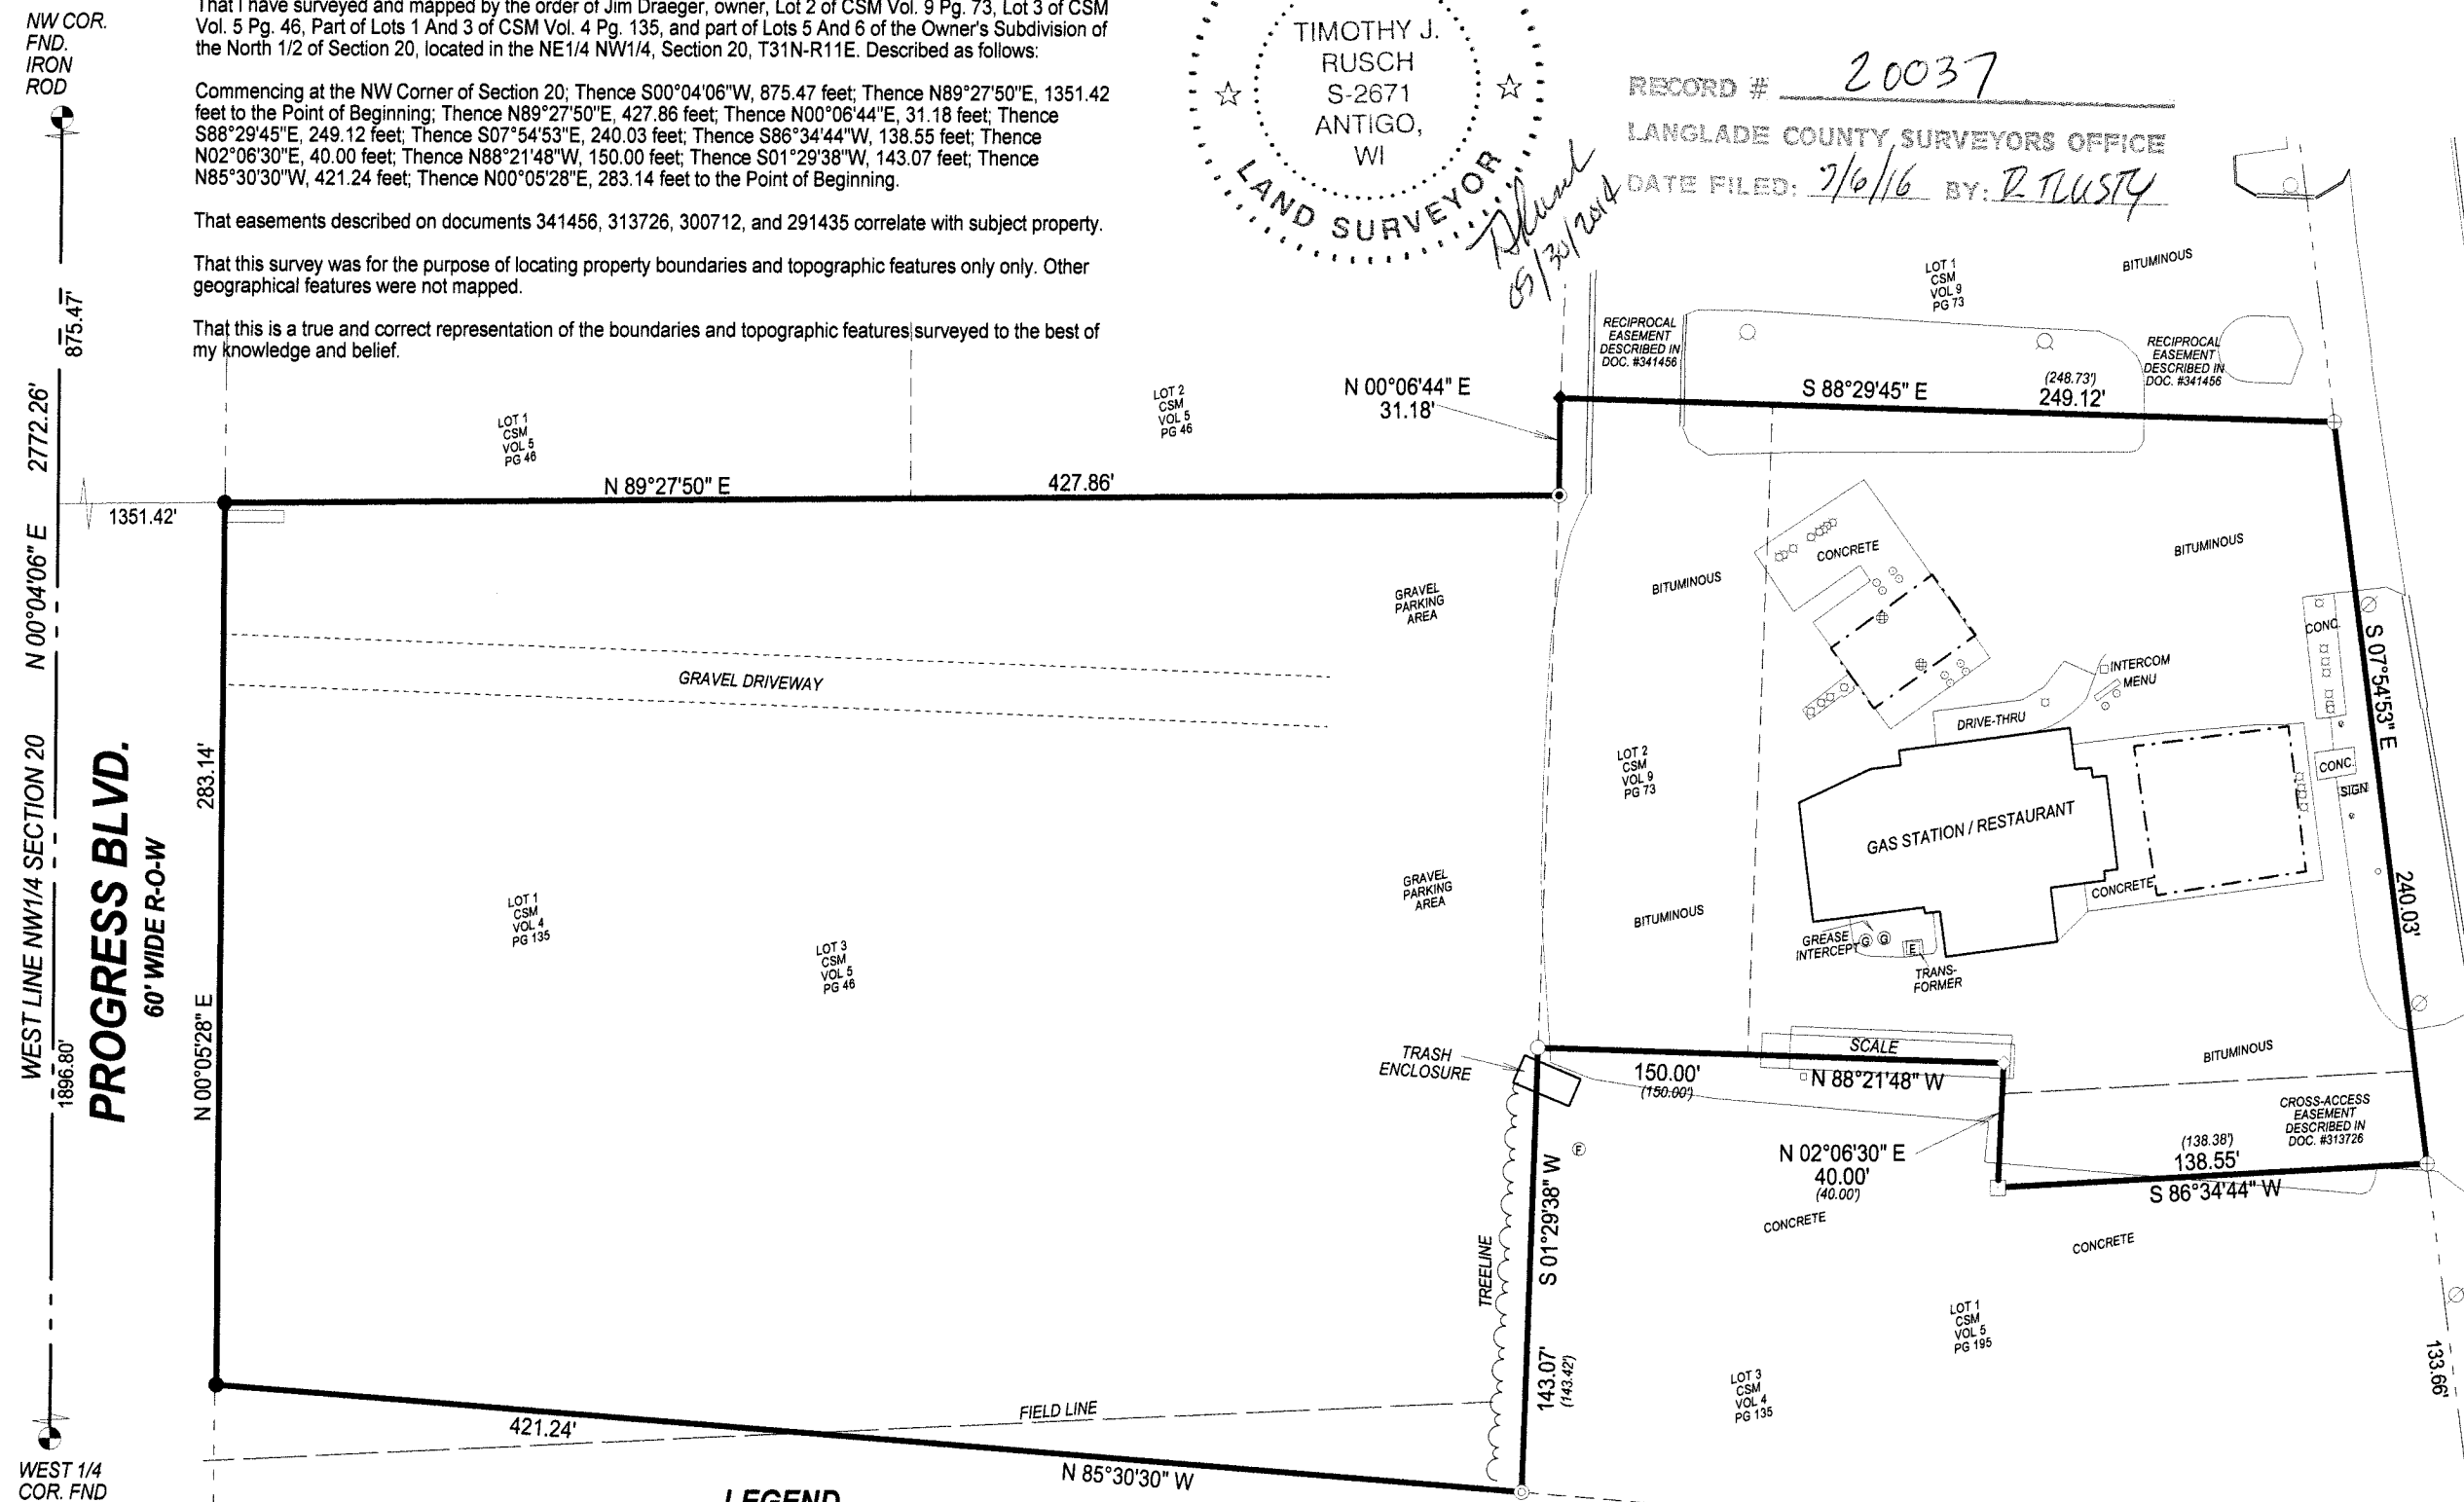 That I have surveyed and mapped by the order of Jim Draeger, owner, Lot 2 of CSM Vol. 9 Pg. 73, Lot 3 of CSM
Vol. 5 Pg. 46, Part of Lots 1 And 3 of CSM Vol. 4 Pg. 135, and part of Lots 5 And 6 of the Owner's Subdivision of
the North 1/2 of Section 20, located in the NE1/4 NW1/4, Section 20, T31N-R11E. Described as follows:
Commencing at the NW Corner of Section 20; Thence S00°04'06"W, 875.47 feet; Thence N89°27'50"E, 1351.42
feet to the Point of Beginning; Thence N89°27'50"E, 427.86 feet; Thence N00°06'44"E, 31.18 feet; Thence
S88°29'45"E, 249.12 feet; Thence S07°54'53"E, 240.03 feet; Thence S86°34'44"W, 138.55 feet; Thence
N02°06'30"E, 40.00 feet; Thence N88°21'48"W, 150.00 feet; Thence S01°29'38"W, 143.07 feet; Thence
N85°30'30"W, 421.24 feet; Thence N00°05'28"E, 283.14 feet to the Point of Beginning.
That easements described on documents 341456, 313726, 300712, and 291435 correlate with subject property.
That this survey was for the purpose of locating property boundaries and topographic features only only. Other
geographical features were not mapped.
That this is a true and correct representation of the boundaries and topographic features surveyed to the best of
my knowledge and belief.
NW COR.
FND.
IRON
ROD
TIMOTHY J.
RUSCH
S-2671
ANTIGO,
WI
LAND SURVEYOR
05/30/2014
RECORD # 20037
LANGLADE COUNTY SURVEYORS OFFICE
DATE FILED: 7/6/16 BY: D TLUSTY
875.47'
2772.26'
N 00°04'06" E
WEST LINE NW1/4 SECTION 20
1896.80'
WEST 1/4
COR. FND
PROGRESS BLVD.
60' WIDE R-O-W
1351.42'
283.14'
N 00°05'28" E
LOT 1
CSM
VOL 5
PG 46
LOT 2
CSM
VOL 5
PG 46
N 89°27'50" E
427.86'
N 00°06'44" E
31.18'
RECIPROCAL
EASEMENT
DESCRIBED IN
DOC. #341456
LOT 1
CSM
VOL 9
PG 73
BITUMINOUS
RECIPROCAL
EASEMENT
DESCRIBED IN
DOC. #341456
S 88°29'45" E
(248.73')
249.12'
GRAVEL
PARKING
AREA
BITUMINOUS
CONCRETE
BITUMINOUS
GRAVEL DRIVEWAY
INTERCOM
MENU
DRIVE-THRU
CONC.
S 07°54'53" E
CONC.
SIGN
LOT 2
CSM
VOL 9
PG 73
GAS STATION / RESTAURANT
CONCRETE
240.03'
GRAVEL
PARKING
AREA
BITUMINOUS
GREASE
INTERCEPT
G
G
E
TRANS-
FORMER
LOT 1
CSM
VOL 4
PG 135
LOT 3
CSM
VOL 5
PG 46
TRASH
ENCLOSURE
SCALE
150.00'
(150.00')
N 88°21'48" W
BITUMINOUS
CROSS-ACCESS
EASEMENT
DESCRIBED IN
DOC. #313726
N 02°06'30" E
40.00'
(40.00')
(138.38')
138.55'
S 86°34'44" W
F
S 01°29'38" W
TREELINE
143.07'
(143.42')
CONCRETE
CONCRETE
LOT 1
CSM
VOL 5
PG 195
LOT 3
CSM
VOL 4
PG 135
133.66'
FIELD LINE
421.24'
N 85°30'30" W
LEGEND